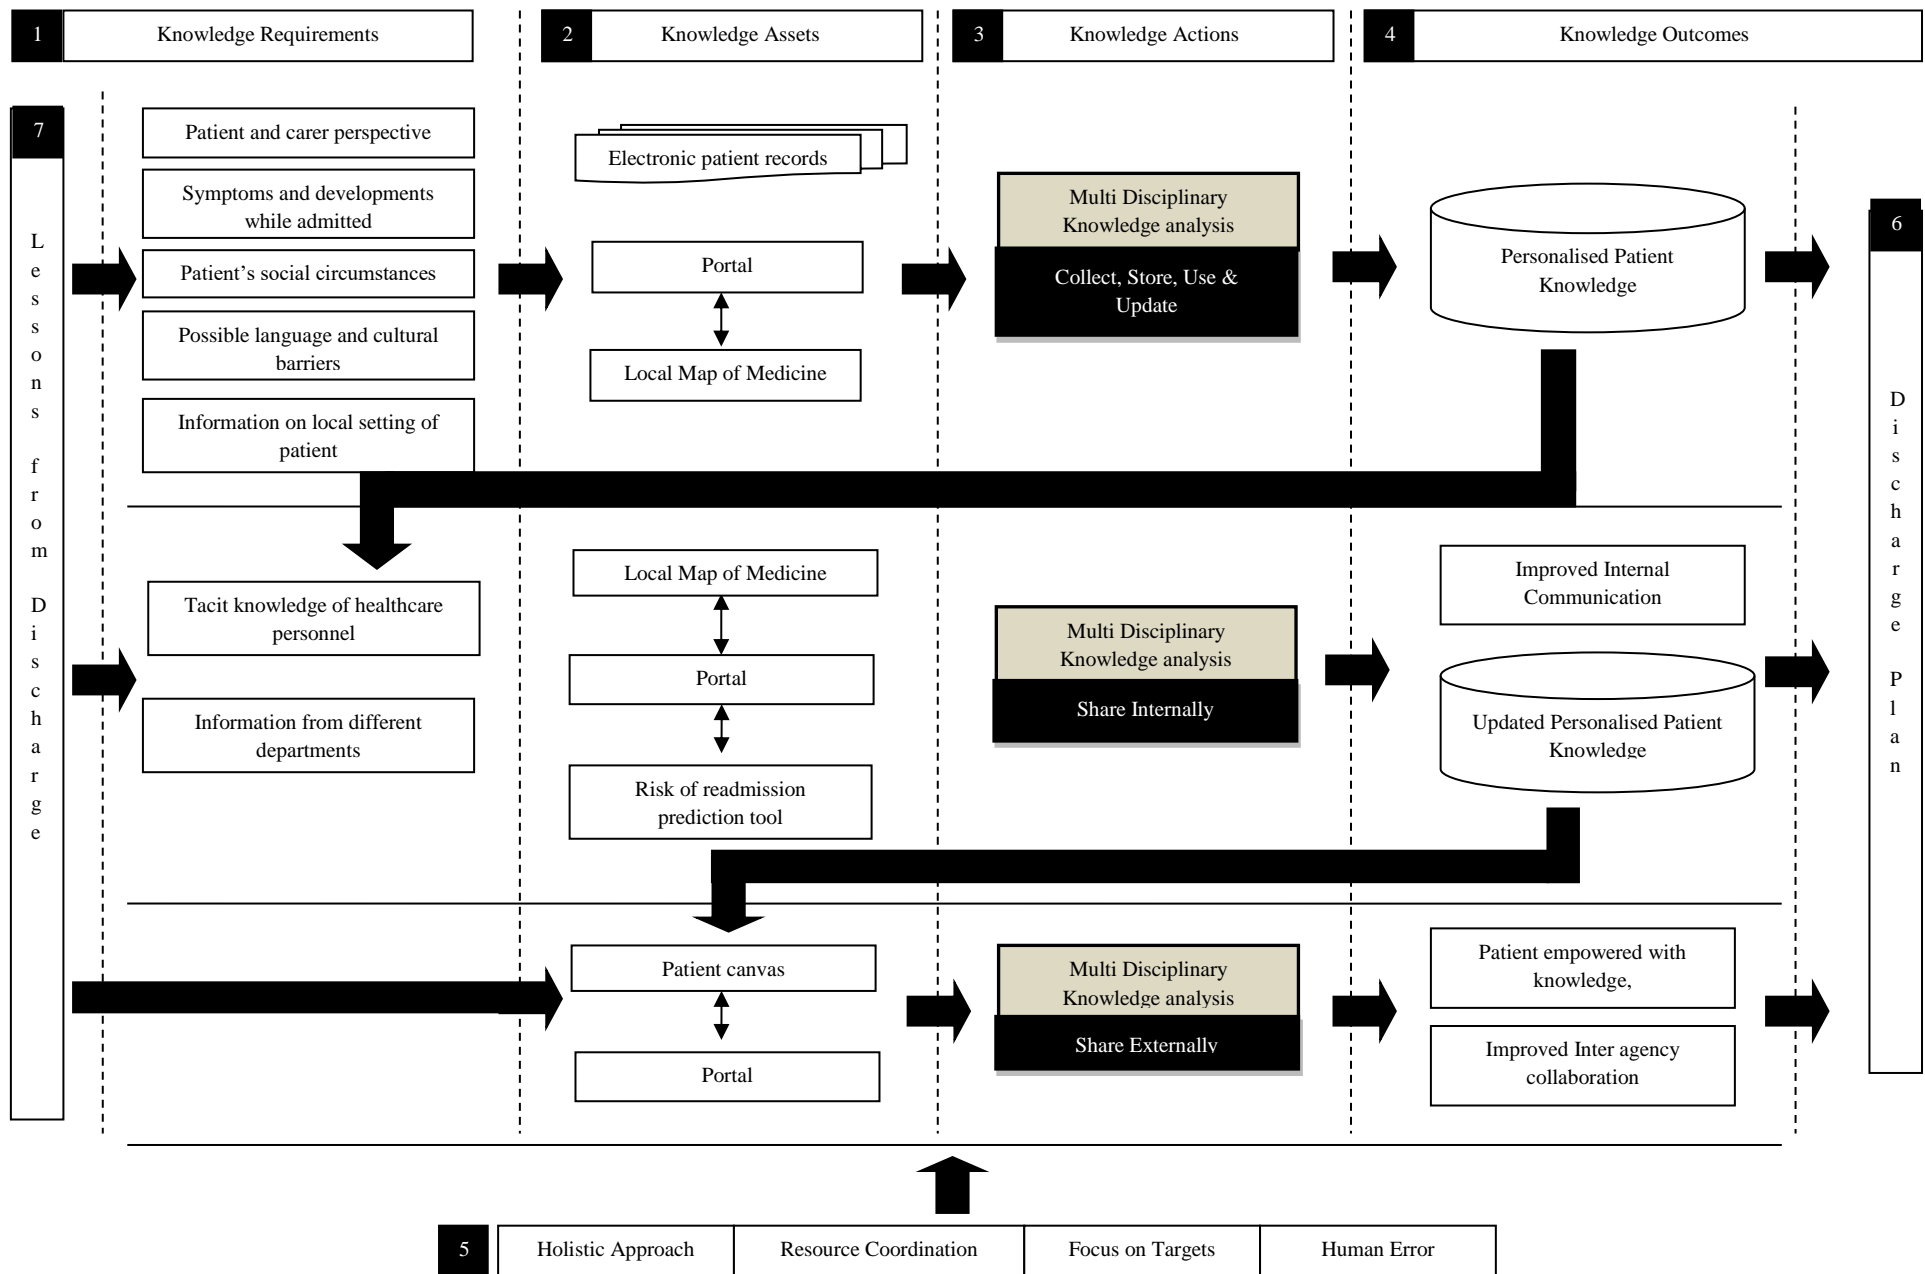 1
Knowledge Requirements
2
Knowledge Assets
3
Knowledge Actions
4
Knowledge Outcomes
7
Lessons from Discharge
Patient and carer perspective
Symptoms and developments
while admitted
Patient’s social circumstances
Possible language and cultural
barriers
Information on local setting of
patient
Electronic patient records
Portal
Local Map of Medicine
Multi Disciplinary
Knowledge analysis
Collect, Store, Use &
Update
Personalised Patient
Knowledge
6
Discharge Plan
Tacit knowledge of healthcare
personnel
Information from different
departments
Local Map of Medicine
Portal
Risk of readmission
prediction tool
Multi Disciplinary
Knowledge analysis
Share Internally
Improved Internal
Communication
Updated Personalised Patient
Knowledge
Patient canvas
Portal
Multi Disciplinary
Knowledge analysis
Share Externally
Patient empowered with
knowledge,
Improved Inter agency
collaboration
5
Holistic Approach
Resource Coordination
Focus on Targets
Human Error